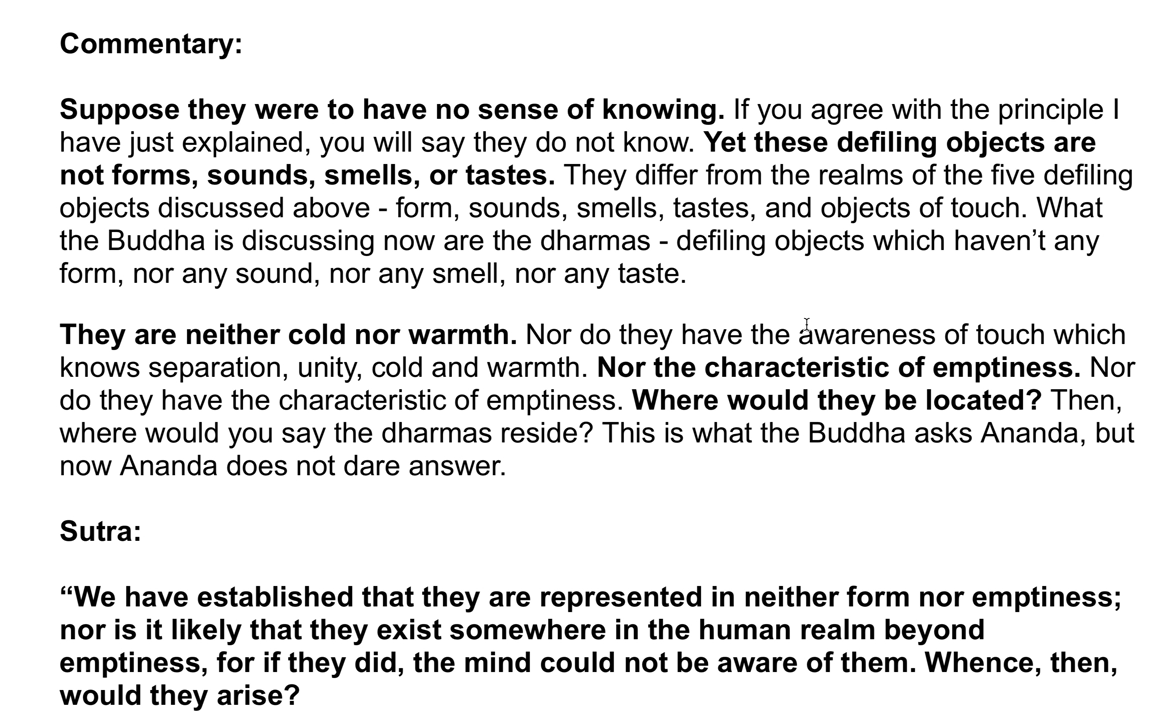 Commentary:
Suppose they were to have no sense of knowing. If you agree with the principle I
have just explained, you will say they do not know. Yet these defiling objects are
not forms, sounds, smells, or tastes. They differ from the realms of the five defiling
objects discussed above - form, sounds, smells, tastes, and objects of touch. What
the Buddha is discussing now are the dharmas - defiling objects which haven’t any
form, nor any sound, nor any smell, nor any taste.
They are neither cold nor warmth. Nor do they have the awareness of touch which
knows separation, unity, cold and warmth. Nor the characteristic of emptiness. Nor
do they have the characteristic of emptiness. Where would they be located? Then,
where would you say the dharmas reside? This is what the Buddha asks Ananda, but
now Ananda does not dare answer.
Sutra:
“We have established that they are represented in neither form nor emptiness;
nor is it likely that they exist somewhere in the human realm beyond
emptiness, for if they did, the mind could not be aware of them. Whence, then,
would they arise?